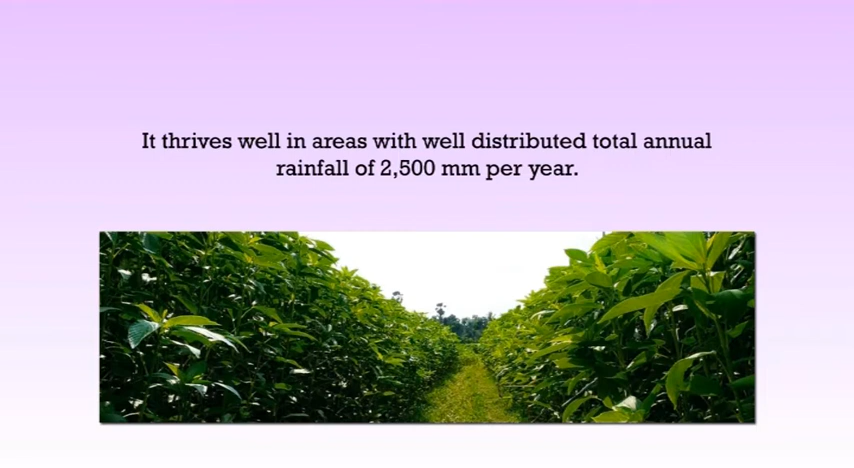 It thrives well in areas with well distributed total annual
rainfall of 2,500 mm per year.